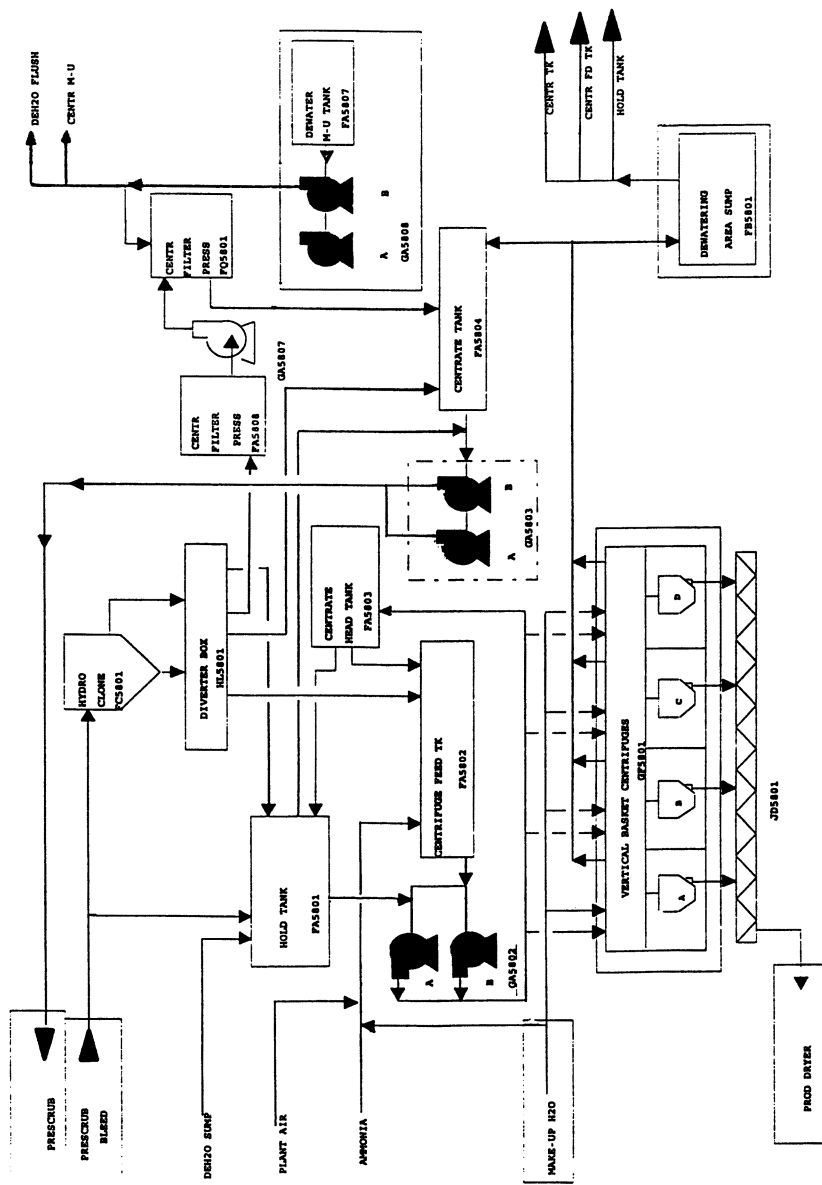 PRESCRUB
PRESCRUB
BLEED
DEH2O SUMP
PLANT AIR
AMMONIA
MAKE-UP H2O
PROD DRYER
HYDRO
CLONE
FC5801
DIVERTER BOX
HL5801
HOLD TANK
FA5801
CENTRATE
HEAD TANK
FA5803
CENTRIFUGE FEED TK
FA5802
A
B
GA5802
CENTR
FILTER
PRESS
FA5808
GA5807
CENTR
FILTER
PRESS
FQ5801
DEH2O FLUSH
CENTR M-U
DEWATER
M-U TANK
FA5807
A
B
GA5808
CENTRATE TANK
FA5804
A
B
GA5803
CENTR TK
CENTR FD TK
HOLD TANK
DEWATERING
AREA SUMP
FB5801
VERTICAL BASKET CENTRIFUGES
GF5801
A
B
C
D
JD5801